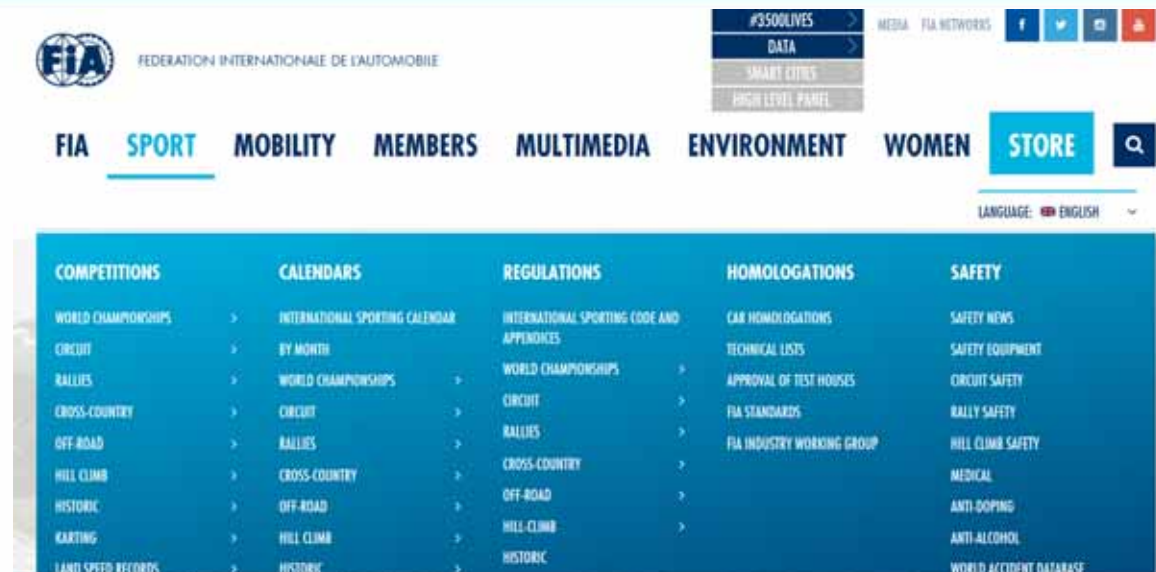 #3500LIVES
DATA
SMART CITIES
HIGH LEVEL PANEL
MEDIA FIA NETWORKS
FiA
FEDERATION INTERNATIONALE DE L'AUTOMOBILE
FIA SPORT MOBILITY MEMBERS MULTIMEDIA ENVIRONMENT WOMEN STORE
LANGUAGE: ENGLISH
COMPETITIONS
WORLD CHAMPIONSHIPS
CIRCUIT
RALLIES
CROSS-COUNTRY
OFF-ROAD
HILL CLIMB
HISTORIC
KARTING
LAND SPEED RECORDS
CALENDARS
INTERNATIONAL SPORTING CALENDAR
BY MONTH
WORLD CHAMPIONSHIPS
CIRCUIT
RALLIES
CROSS-COUNTRY
OFF-ROAD
HILL CLIMB
HISTORIC
REGULATIONS
INTERNATIONAL SPORTING CODE AND
APPENDICES
WORLD CHAMPIONSHIPS
CIRCUIT
RALLIES
CROSS-COUNTRY
OFF-ROAD
HILL-CLIMB
HISTORIC
HOMOLOGATIONS
CAR HOMOLOGATIONS
TECHNICAL LISTS
APPROVAL OF TEST HOUSES
FIA STANDARDS
FIA INDUSTRY WORKING GROUP
SAFETY
SAFETY NEWS
SAFETY EQUIPMENT
CIRCUIT SAFETY
RALLY SAFETY
HILL CLIMB SAFETY
MEDICAL
ANTI-DOPING
ANTI-ALCOHOL
WORLD ACCIDENT DATABASE